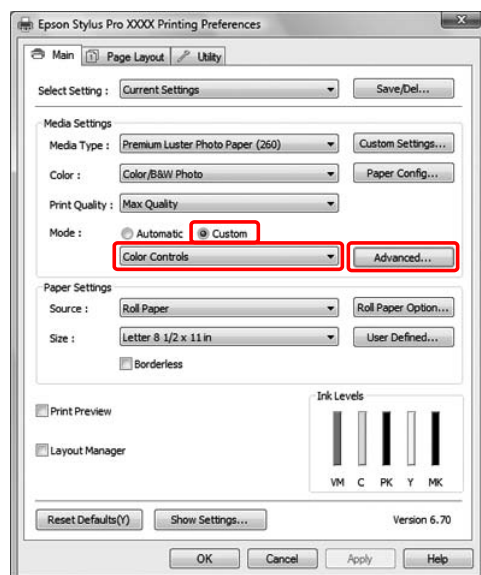 Epson Stylus Pro XXXX Printing Preferences
Main Page Layout Utility
Select Setting : Current Settings Save/Del...
Media Settings
Media Type : Premium Luster Photo Paper (260) Custom Settings...
Color : Color/B&W Photo Paper Config...
Print Quality : Max Quality
Mode : Automatic Custom
Color Controls Advanced...
Paper Settings
Source : Roll Paper Roll Paper Option...
Size : Letter 8 1/2 x 11 in User Defined...
Borderless
Ink Levels
Print Preview
Layout Manager
VM C PK Y MK
Reset Defaults(Y) Show Settings... Version 6.70
OK Cancel Apply Help